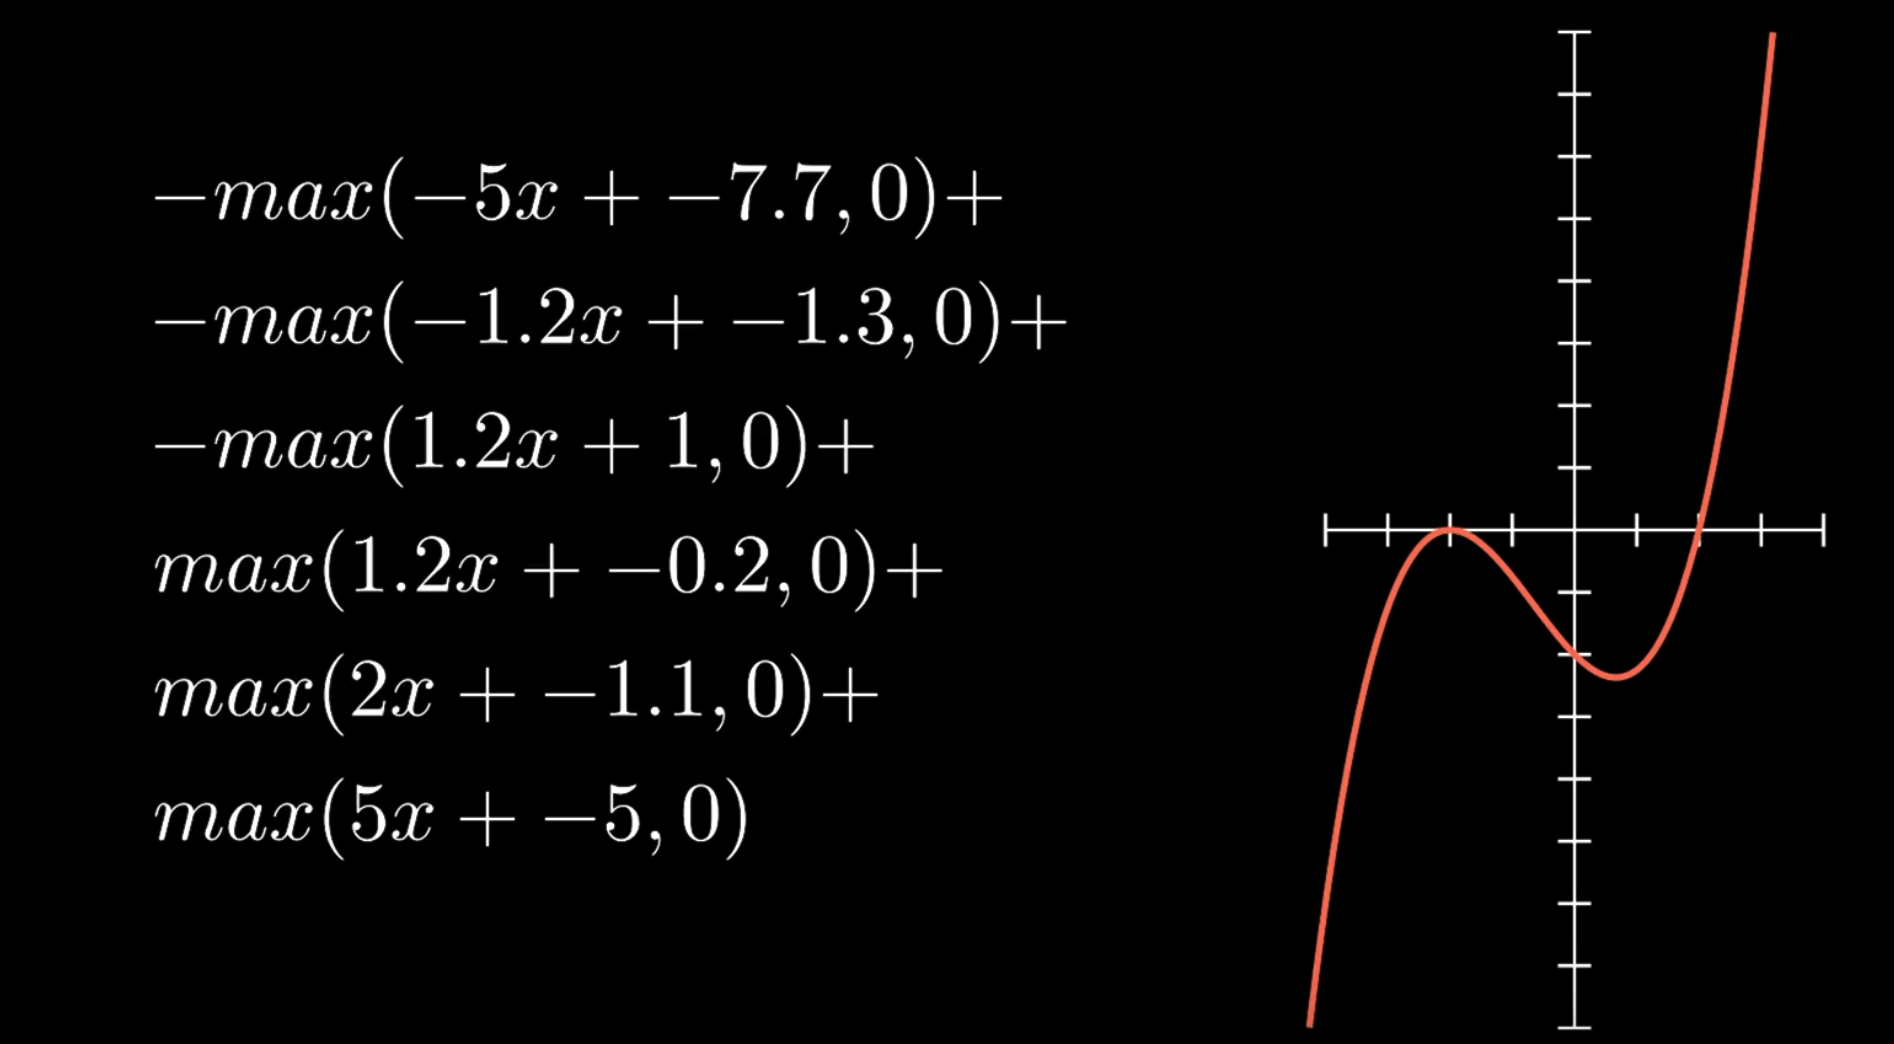 −max(−5x + −7.7, 0)+
−max(−1.2x + −1.3, 0)+
−max(1.2x + 1, 0)+
max(1.2x + −0.2, 0)+
max(2x + −1.1, 0)+
max(5x + −5, 0)